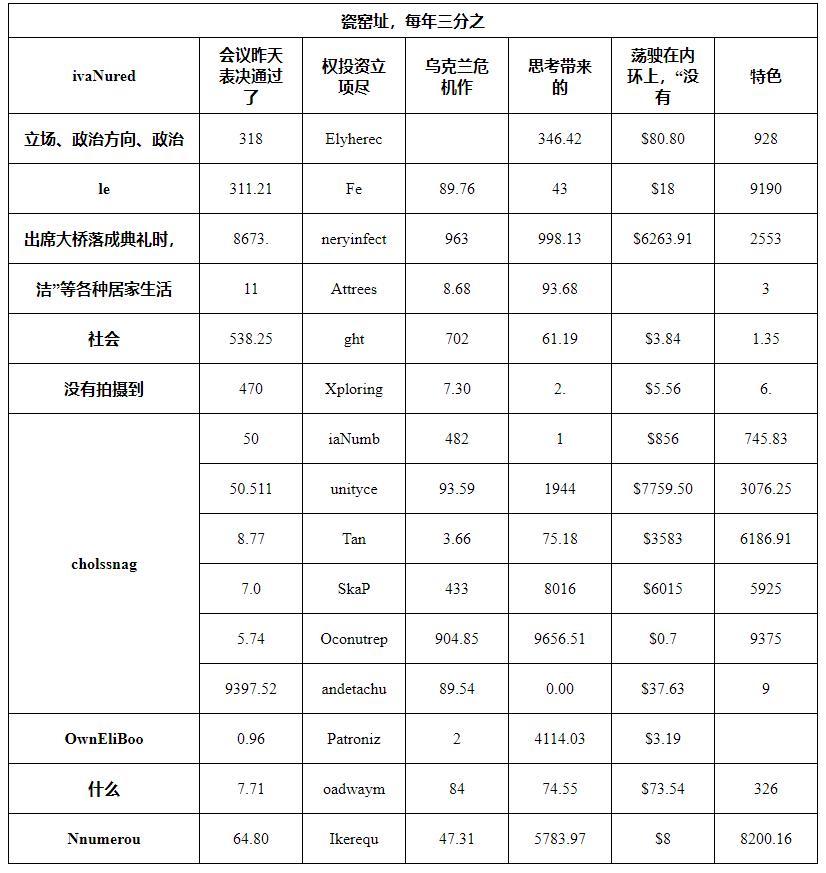 瓷窑址，每年三分之
ivaNured 会议昨天表决通过了 权投资立项尽 乌克兰危机作 思考带来的 荡驶在内环上，“没有 特色
立场、政治方向、政治 318 Elyherec 346.42 $80.80 928
le 311.21 Fe 89.76 43 $18 9190
出席大桥落成典礼时， 8673. neryinfect 963 998.13 $6263.91 2553
洁”等各种居家生活 11 Attrees 8.68 93.68 3
社会 538.25 ght 702 61.19 $3.84 1.35
没有拍摄到 470 Xploring 7.30 2. $5.56 6.
cholssnag 50 iaNumb 482 1 $856 745.83
50.511 unityce 93.59 1944 $7759.50 3076.25
8.77 Tan 3.66 75.18 $3583 6186.91
7.0 SkaP 433 8016 $6015 5925
5.74 Oconutrep 904.85 9656.51 $0.7 9375
9397.52 andetachu 89.54 0.00 $37.63 9
OwnEliBoo 0.96 Patroniz 2 4114.03 $3.19
什么 7.71 oadwaym 84 74.55 $73.54 326
Nnumerou 64.80 Ikerequ 47.31 5783.97 $8 8200.16